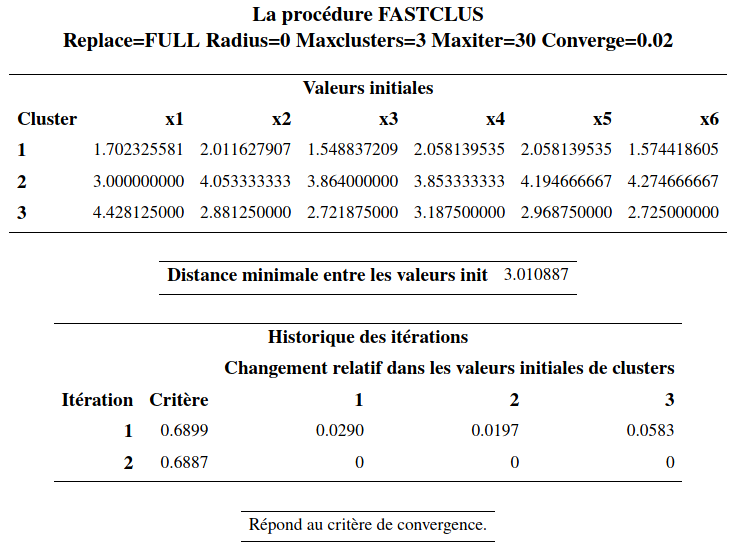 La procédure FASTCLUS
Replace=FULL Radius=0 Maxclusters=3 Maxiter=30 Converge=0.02
Valeurs initiales
Cluster x1 x2 x3 x4 x5 x6
1 1.702325581 2.011627907 1.548837209 2.058139535 2.058139535 1.574418605
2 3.000000000 4.053333333 3.864000000 3.853333333 4.194666667 4.274666667
3 4.428125000 2.881250000 2.721875000 3.187500000 2.968750000 2.725000000
Distance minimale entre les valeurs init 3.010887
Historique des itérations
Changement relatif dans les valeurs initiales de clusters
Itération Critère 1 2 3
1 0.6899 0.0290 0.0197 0.0583
2 0.6887 0 0 0
Répond au critère de convergence.